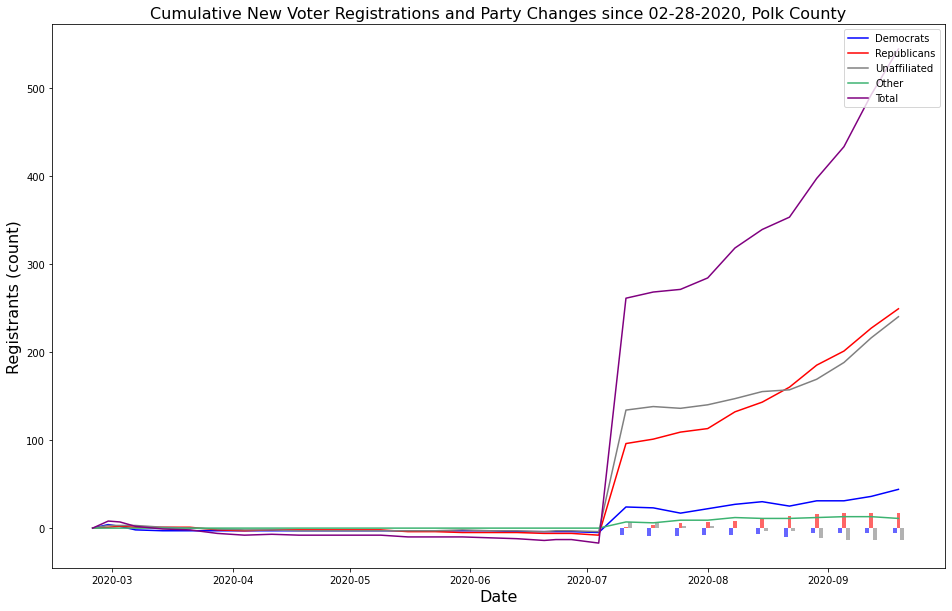 Cumulative New Voter Registrations and Party Changes since 02-28-2020, Polk County
Democrats
Republicans
Unaffiliated
Other
Total
500
400
300
200
100
0
Registrants (count)
2020-03 2020-04 2020-05 2020-06 2020-07 2020-08 2020-09
Date